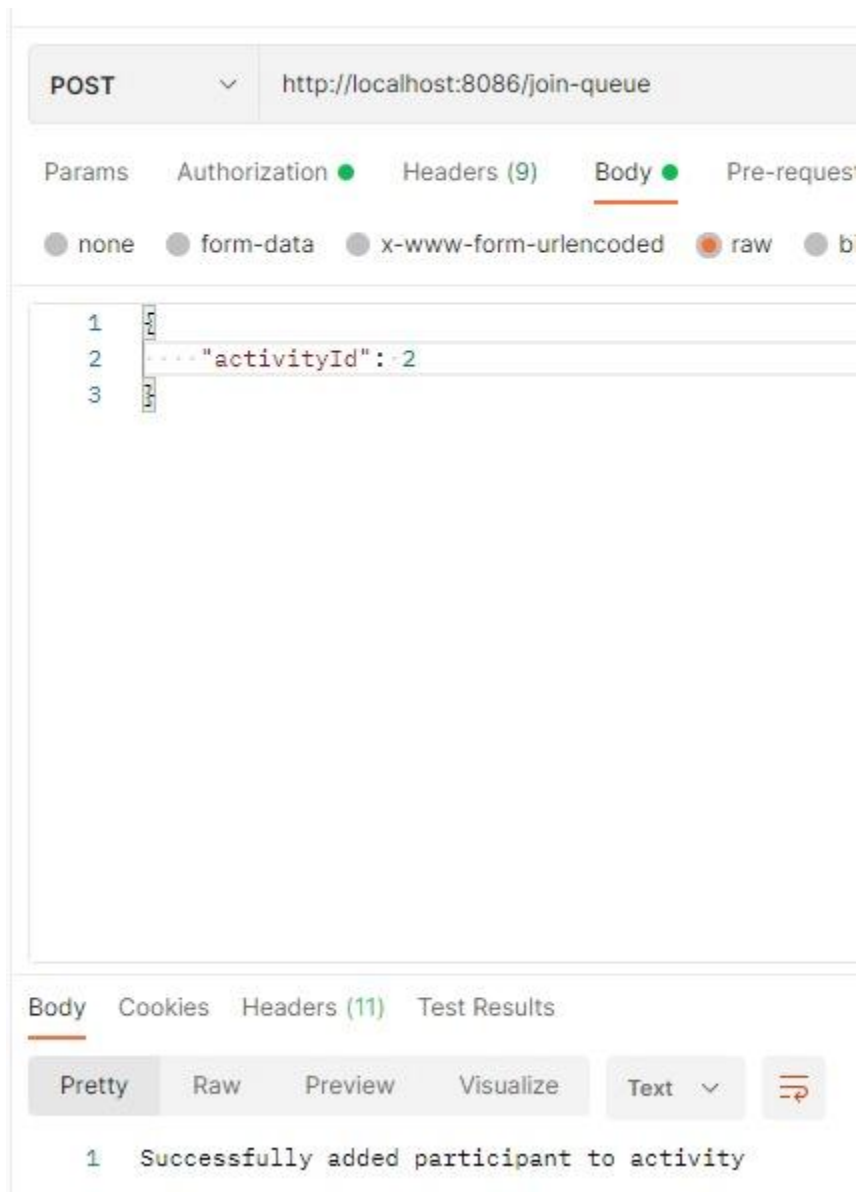 POST http://localhost:8086/join-queue
Params Authorization Headers (9) Body Pre-request
none form-data x-www-form-urlencoded raw
1 {
2 "activityId": 2
3 }
Body Cookies Headers (11) Test Results
Pretty Raw Preview Visualize Text
1 Successfully added participant to activity